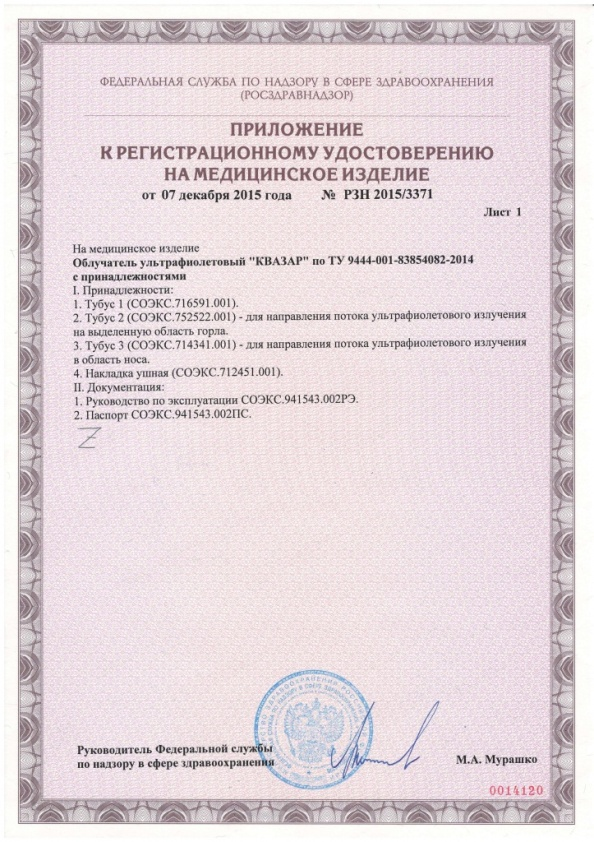 ФЕДЕРАЛЬНАЯ СЛУЖБА ПО НАДЗОРУ В СФЕРЕ ЗДРАВООХРАНЕНИЯ
(РОСЗДРАВНАДЗОР)
ПРИЛОЖЕНИЕ
К РЕГИСТРАЦИОННОМУ УДОСТОВЕРЕНИЮ
НА МЕДИЦИНСКОЕ ИЗДЕЛИЕ
от 07 декабря 2015 года № РЗН 2015/3371
Лист 1
На медицинское изделие
Облучатель ультрафиолетовый "КВАЗАР" по ТУ 9444-001-83854082-2014
с принадлежностями
I. Принадлежности:
1. Тубус 1 (СОЭКС.716591.001).
2. Тубус 2 (СОЭКС.752522.001) - для направления потока ультрафиолетового излучения
на выделенную область горла.
3. Тубус 3 (СОЭКС.714341.001) - для направления потока ультрафиолетового излучения
в область носа.
4. Накладка ушная (СОЭКС.712451.001).
II. Документация:
1. Руководство по эксплуатации СОЭКС.941543.002РЭ.
2. Паспорт СОЭКС.941543.002ПС.
Руководитель Федеральной службы
по надзору в сфере здравоохранения
М.А. Мурашко
0014120